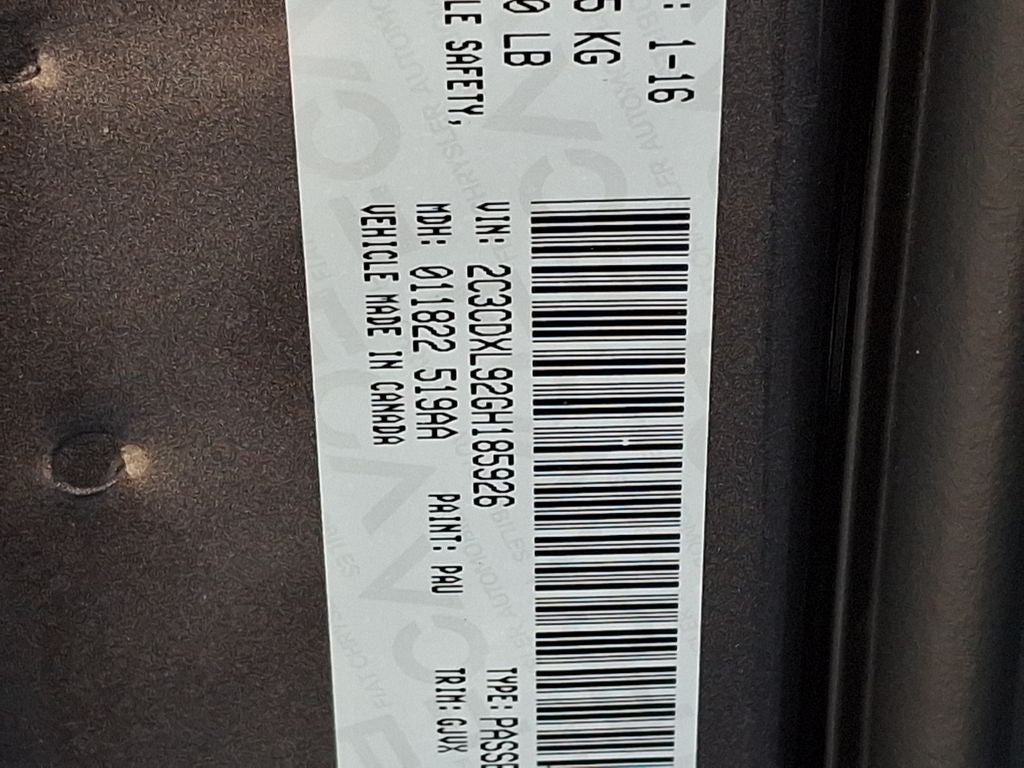 : 1-16
5 KG
0 LB
LE SAFETY,
VIN: 2C3CDXL92GH185926
TYPE: PASSE
MDH: 011822 519AA
PAINT: PAU
TRIM: GJVX
VEHICLE MADE IN CANADA